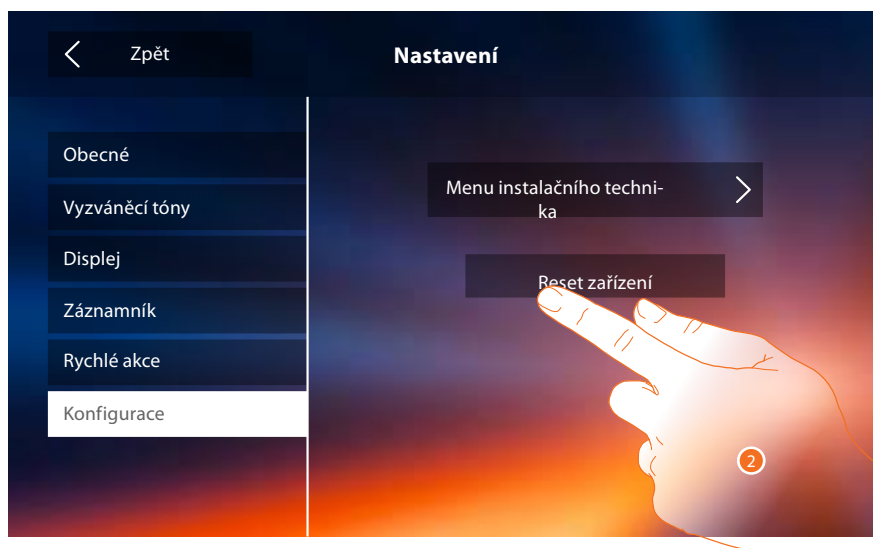 Zpět
Nastavení
Obecné
Vyzváněcí tóny
Displej
Záznamník
Rychlé akce
Konfigurace
Menu instalačního techni-
ka
Reset zařízení
2